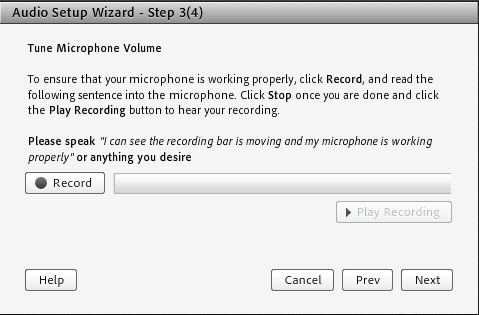 Audio Setup Wizard - Step 3(4)
Tune Microphone Volume
To ensure that your microphone is working properly, click Record, and read the
following sentence into the microphone. Click Stop once you are done and click
the Play Recording button to hear your recording.
Please speak "I can see the recording bar is moving and my microphone is working
properly" or anything you desire
Record
Play Recording
Help Cancel Prev Next